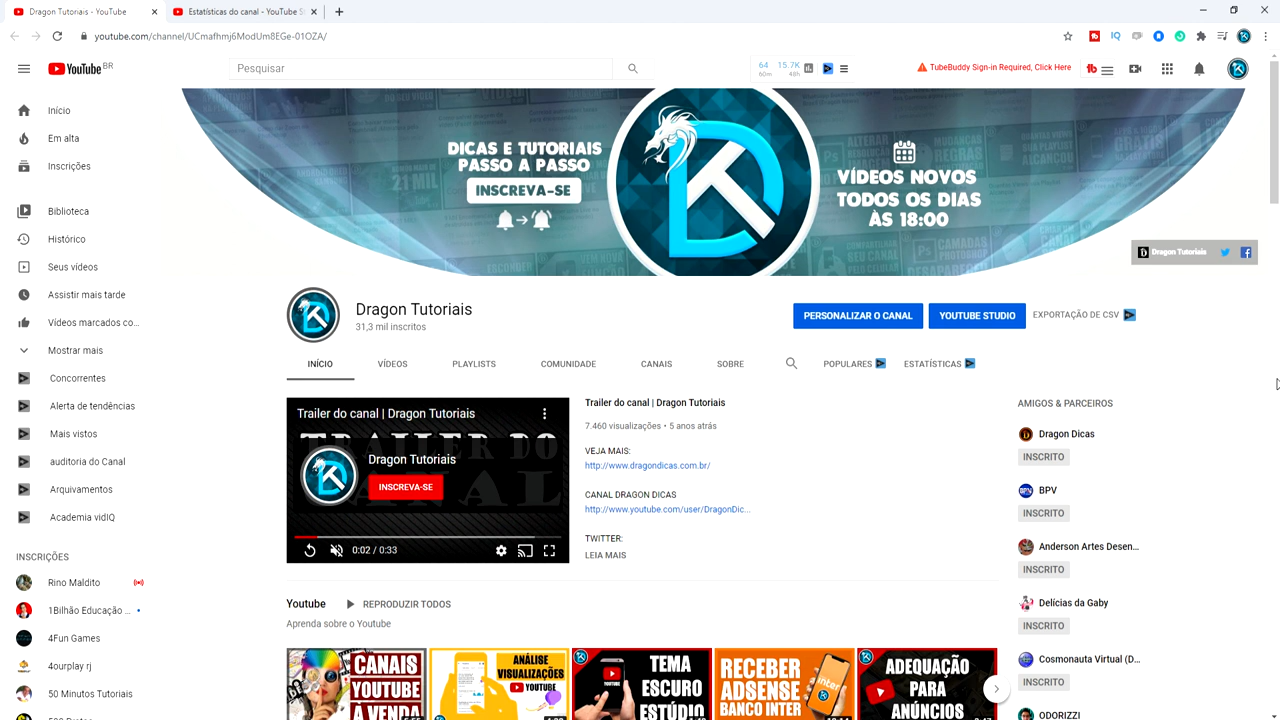 Dragon Tutoriais - YouTube
Estatísticas do canal - YouTube S
youtube.com/channel/UCmafhmj6ModUm8EGe-01OZA/
YouTube BR
Pesquisar
64
60m
15.7K
48h
TubeBuddy Sign-in Required, Click Here
DICAS E TUTORIAIS
PASSO A PASSO
INSCREVA-SE
VÍDEOS NOVOS
TODOS OS DIAS
ÀS 18:00
Dragon Tutoriais
Início
Em alta
Inscrições
Biblioteca
Histórico
Seus vídeos
Assistir mais tarde
Vídeos marcados co...
Mostrar mais
Concorrentes
Alerta de tendências
Mais vistos
auditoria do Canal
Arquivamentos
Academia vidIQ
INSCRIÇÕES
Rino Maldito
1Bilhão Educação ...
4Fun Games
4ourplay rj
50 Minutos Tutoriais
Dragon Tutoriais
31,3 mil inscritos
PERSONALIZAR O CANAL
YOUTUBE STUDIO
EXPORTAÇÃO DE CSV
INÍCIO
VÍDEOS
PLAYLISTS
COMUNIDADE
CANAIS
SOBRE
POPULARES
ESTATÍSTICAS
Trailer do canal | Dragon Tutoriais
TRAILER DO
CANAL
Dragon Tutoriais
INSCREVA-SE
0:02 / 0:33
Trailer do canal | Dragon Tutoriais
7.460 visualizações • 5 anos atrás
VEJA MAIS:
http://www.dragondicas.com.br/
CANAL DRAGON DICAS
http://www.youtube.com/user/DragonDic...
TWITTER:
LEIA MAIS
AMIGOS & PARCEIROS
Dragon Dicas
INSCRITO
BPV
INSCRITO
Anderson Artes Desen...
INSCRITO
Delícias da Gaby
INSCRITO
Cosmonauta Virtual (D...
INSCRITO
ODORIZZI
Youtube
REPRODUZIR TODOS
Aprenda sobre o Youtube
CANAIS
YOUTUBE
À VENDA
ANÁLISE
VISUALIZAÇÕES
YOUTUBE
TEMA
ESCURO
ESTÚDIO
RECEBER
ADSENSE
BANCO INTER
ADEQUAÇÃO
PARA
ANÚNCIOS